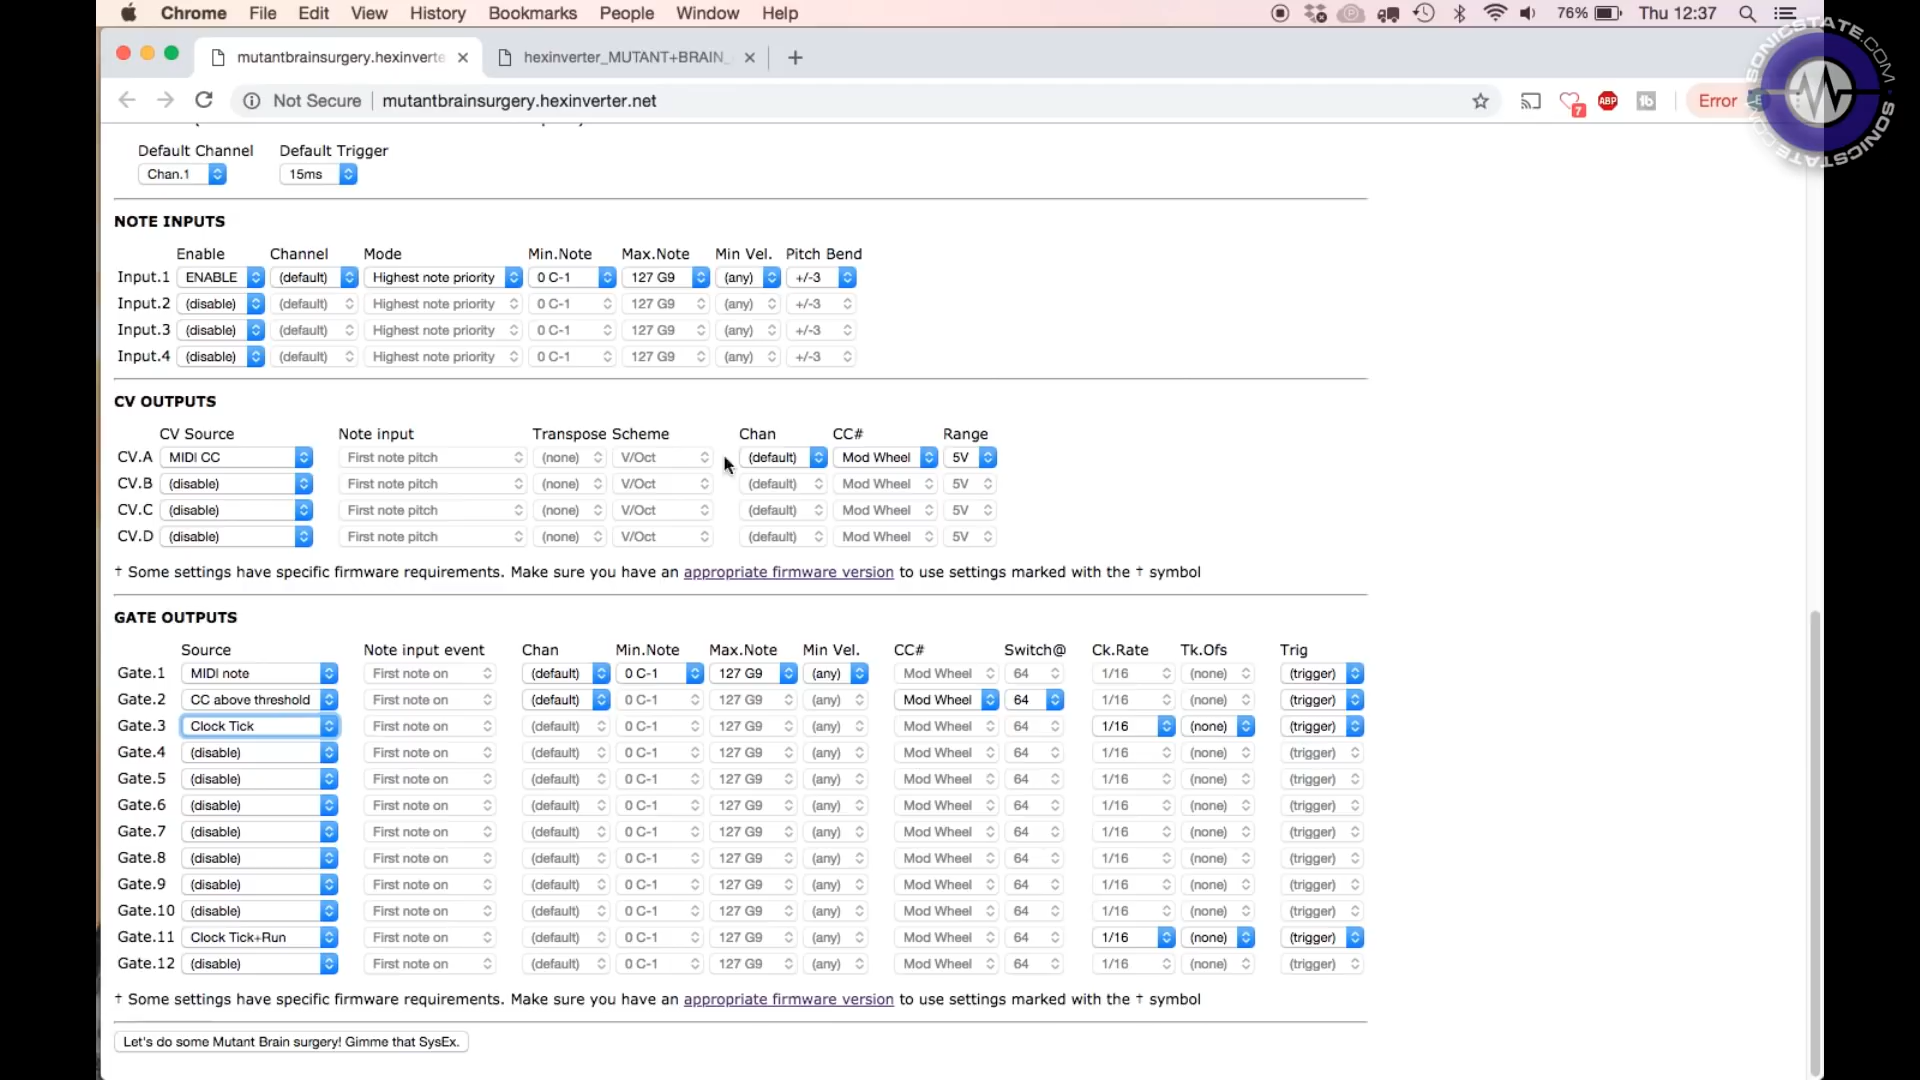 Chrome File Edit View History Bookmarks People Window Help 76% Thu 12:37
mutantbrainsurgery.hexinverte hexinverter_MUTANT+BRAIN_
Not Secure mutantbrainsurgery.hexinverter.net 7 ABP Error
SONICSTATE.COM SONICSTATE.COM
Default Channel Default Trigger
Chan.1 15ms
NOTE INPUTS
Enable Channel Mode Min.Note Max.Note Min Vel. Pitch Bend
Input.1 ENABLE (default) Highest note priority 0 C-1 127 G9 (any) +/-3
Input.2 (disable) (default) Highest note priority 0 C-1 127 G9 (any) +/-3
Input.3 (disable) (default) Highest note priority 0 C-1 127 G9 (any) +/-3
Input.4 (disable) (default) Highest note priority 0 C-1 127 G9 (any) +/-3
CV OUTPUTS
CV Source Note input Transpose Scheme Chan CC# Range
CV.A MIDI CC First note pitch (none) V/Oct (default) Mod Wheel 5V
CV.B (disable) First note pitch (none) V/Oct (default) Mod Wheel 5V
CV.C (disable) First note pitch (none) V/Oct (default) Mod Wheel 5V
CV.D (disable) First note pitch (none) V/Oct (default) Mod Wheel 5V
† Some settings have specific firmware requirements. Make sure you have an appropriate firmware version to use settings marked with the † symbol
GATE OUTPUTS
Source Note input event Chan Min.Note Max.Note Min Vel. CC# Switch@ Ck.Rate Tk.Ofs Trig
Gate.1 MIDI note First note on (default) 0 C-1 127 G9 (any) Mod Wheel 64 1/16 (none) (trigger)
Gate.2 CC above threshold First note on (default) 0 C-1 127 G9 (any) Mod Wheel 64 1/16 (none) (trigger)
Gate.3 Clock Tick First note on (default) 0 C-1 127 G9 (any) Mod Wheel 64 1/16 (none) (trigger)
Gate.4 (disable) First note on (default) 0 C-1 127 G9 (any) Mod Wheel 64 1/16 (none) (trigger)
Gate.5 (disable) First note on (default) 0 C-1 127 G9 (any) Mod Wheel 64 1/16 (none) (trigger)
Gate.6 (disable) First note on (default) 0 C-1 127 G9 (any) Mod Wheel 64 1/16 (none) (trigger)
Gate.7 (disable) First note on (default) 0 C-1 127 G9 (any) Mod Wheel 64 1/16 (none) (trigger)
Gate.8 (disable) First note on (default) 0 C-1 127 G9 (any) Mod Wheel 64 1/16 (none) (trigger)
Gate.9 (disable) First note on (default) 0 C-1 127 G9 (any) Mod Wheel 64 1/16 (none) (trigger)
Gate.10 (disable) First note on (default) 0 C-1 127 G9 (any) Mod Wheel 64 1/16 (none) (trigger)
Gate.11 Clock Tick+Run First note on (default) 0 C-1 127 G9 (any) Mod Wheel 64 1/16 (none) (trigger)
Gate.12 (disable) First note on (default) 0 C-1 127 G9 (any) Mod Wheel 64 1/16 (none) (trigger)
† Some settings have specific firmware requirements. Make sure you have an appropriate firmware version to use settings marked with the † symbol
Let's do some Mutant Brain surgery! Gimme that SysEx.